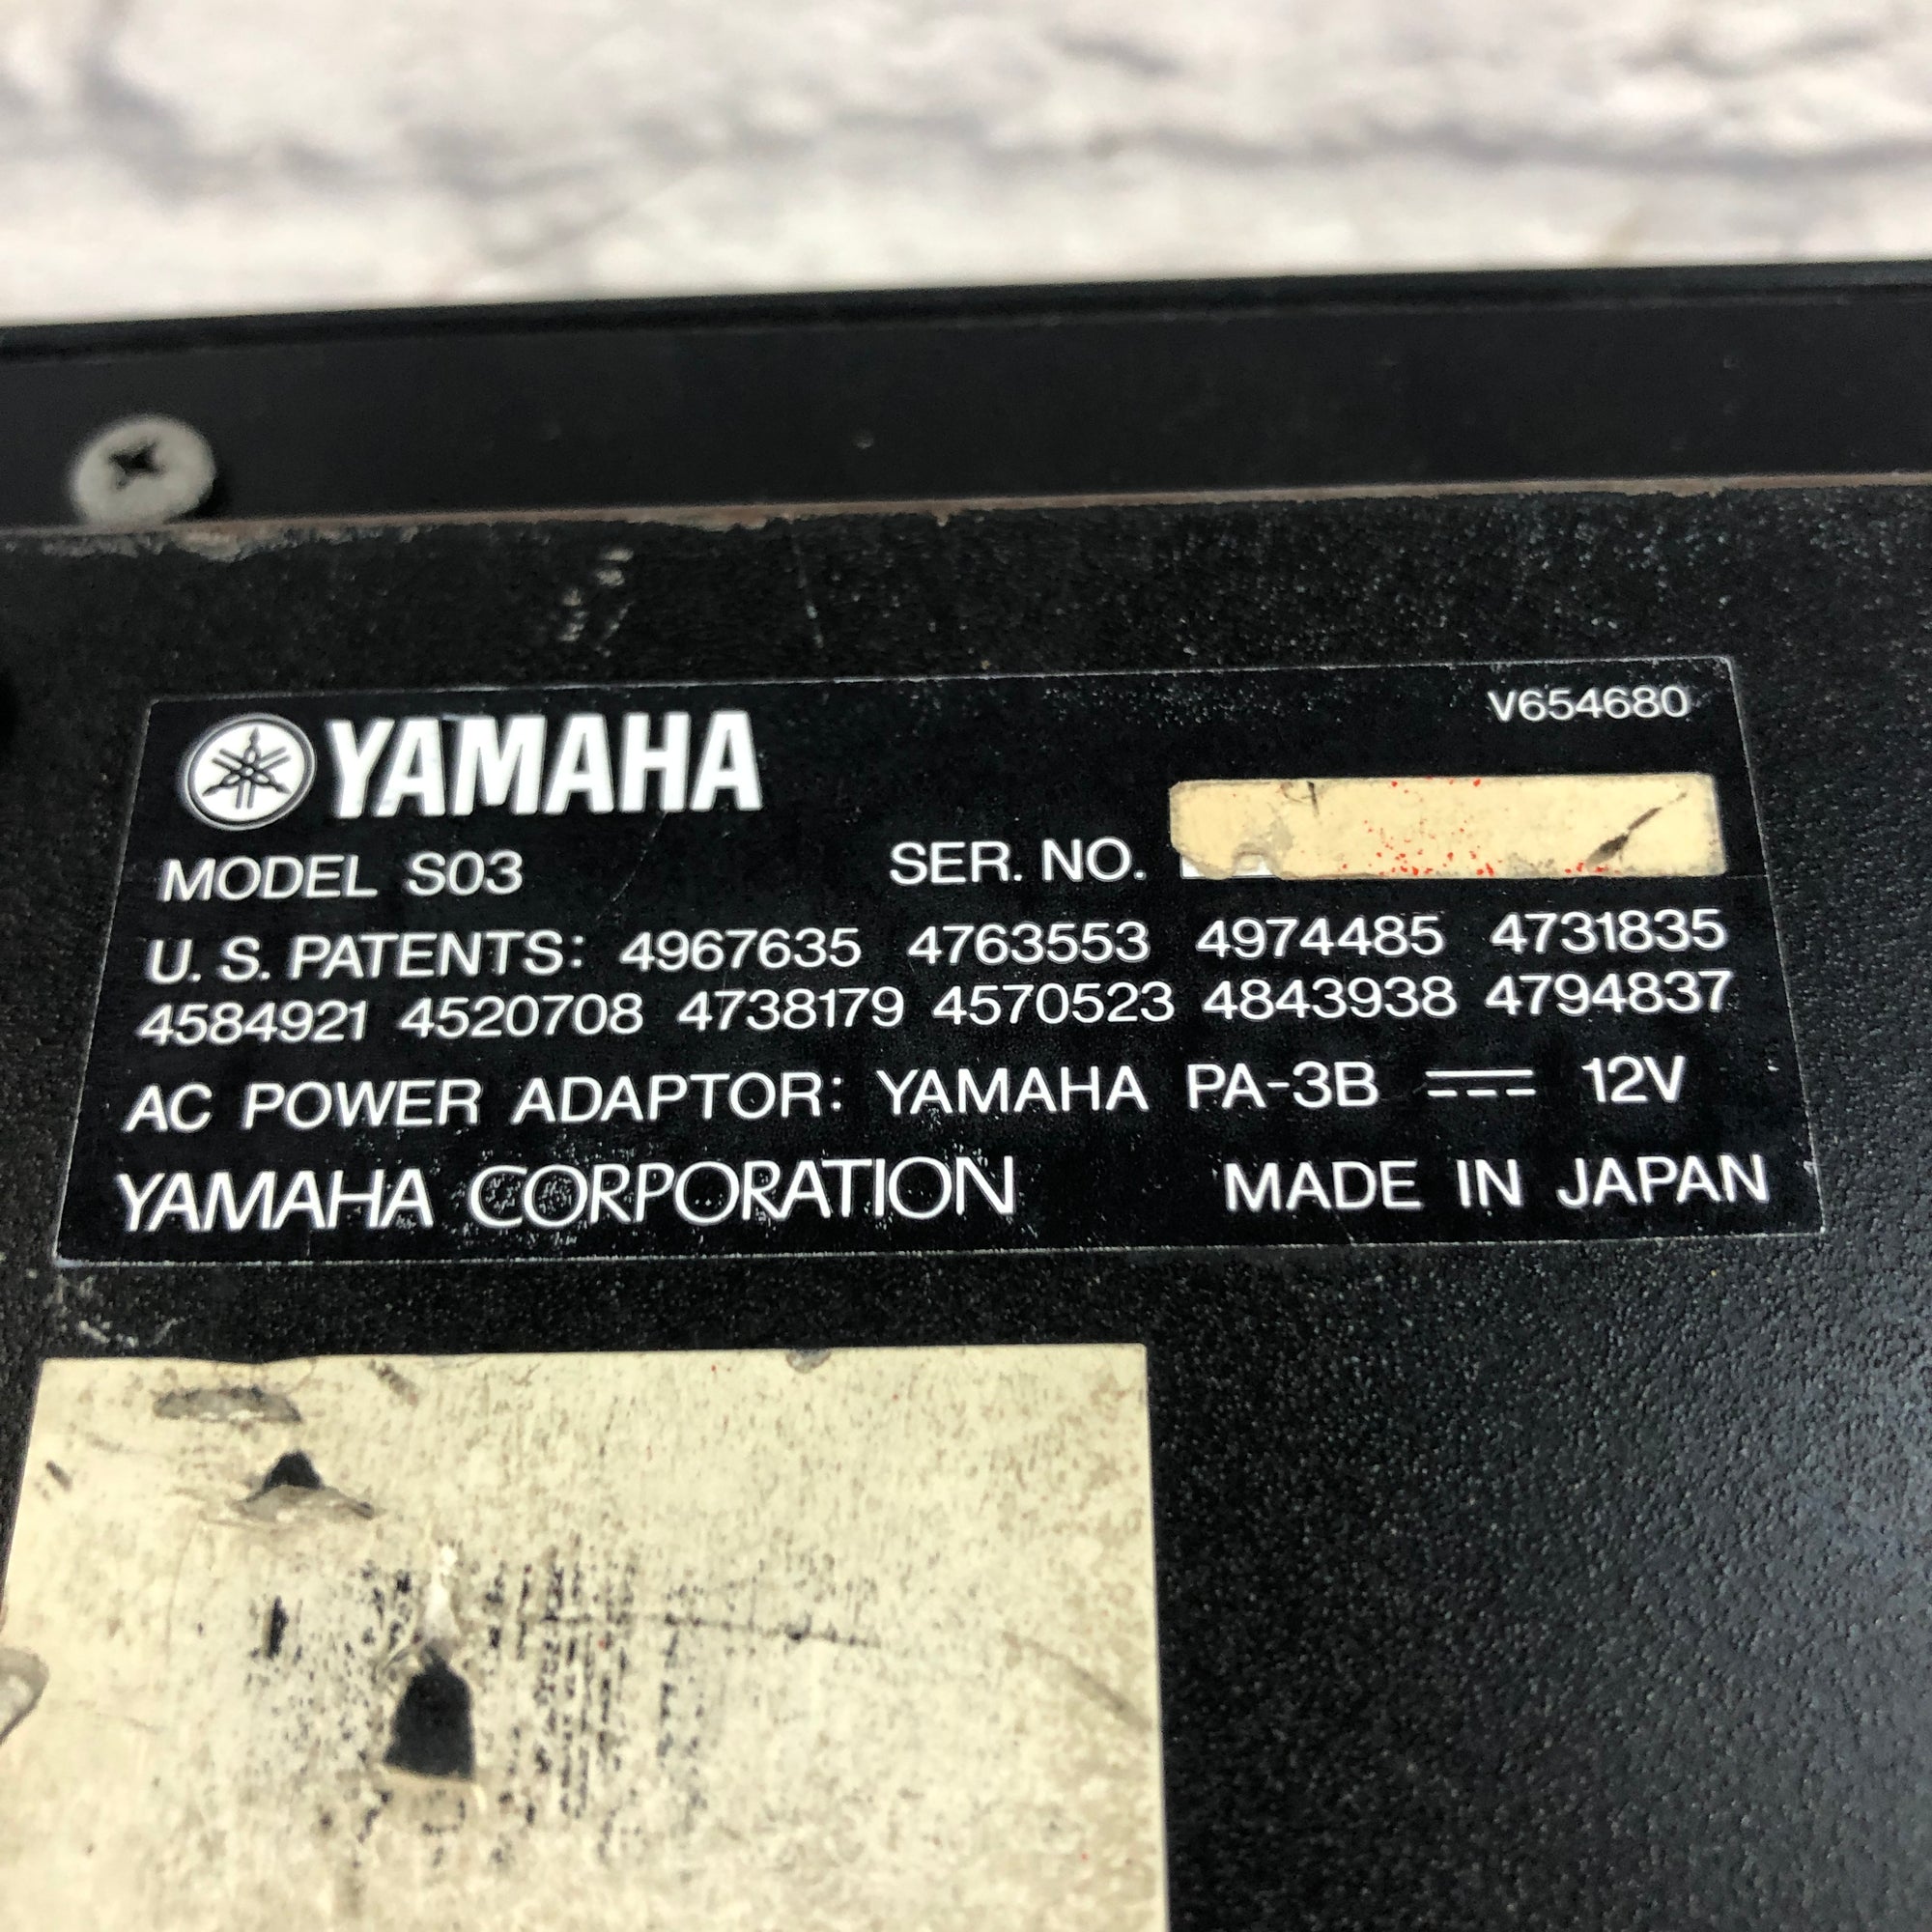 V654680
YAMAHA
MODEL S03 SER. NO.
U. S. PATENTS: 4967635 4763553 4974485 4731835
4584921 4520708 4738179 4570523 4843938 4794837
AC POWER ADAPTOR: YAMAHA PA-3B 12V
YAMAHA CORPORATION MADE IN JAPAN